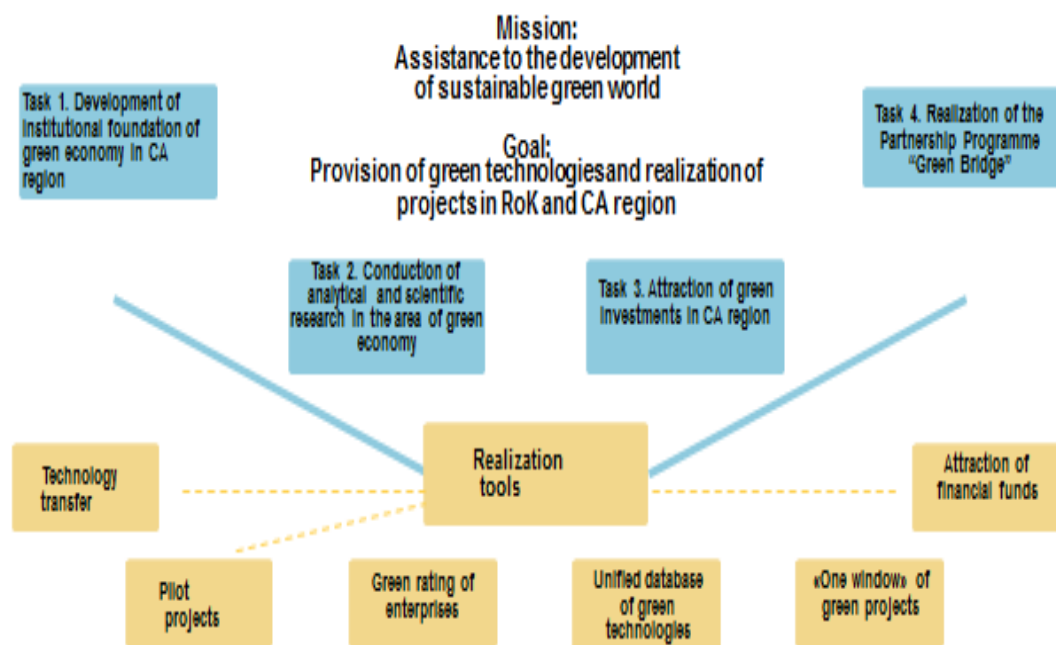 Mission:
Assistance to the development
of sustainable green world
Task 1. Development of
institutional foundation of
green economy in CA
region
Task 4. Realization of the
Partnership Programme
“Green Bridge”
Goal:
Provision of green technologies and realization of
projects in RoK and CA region
Task 2. Conduction of
analytical and scientific
research in the area of green
economy
Task 3. Attraction of green
investments in CA region
Realization
tools
Technology
transfer
Attraction of
financial funds
Pilot
projects
Green rating of
enterprises
Unified database
of green
technologies
«One window» of
green projects